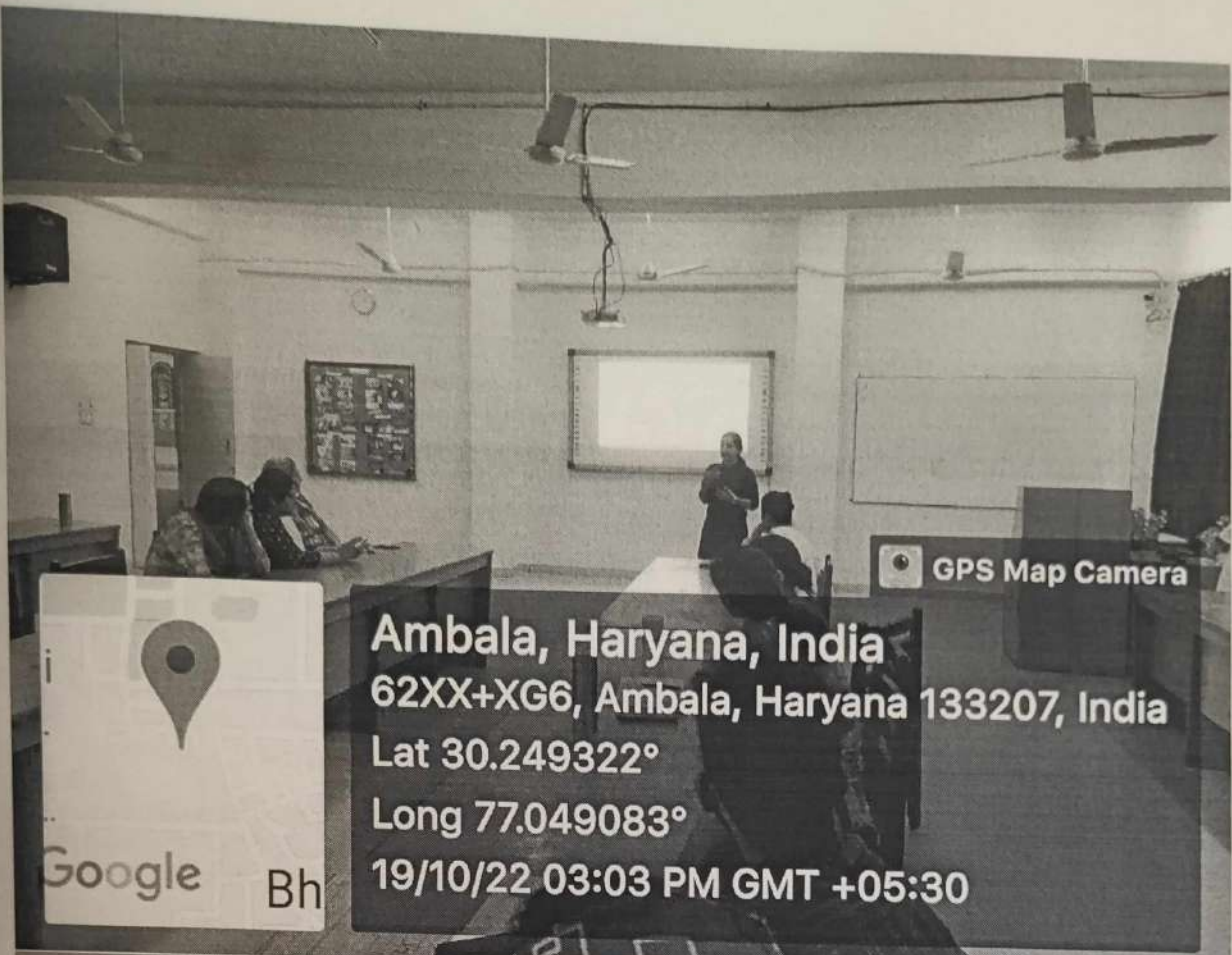 GPS Map Camera
Ambala, Haryana, India
62XX+XG6, Ambala, Haryana 133207, India
Lat 30.249322°
Long 77.049083°
19/10/22 03:03 PM GMT +05:30
i
Google
Bh